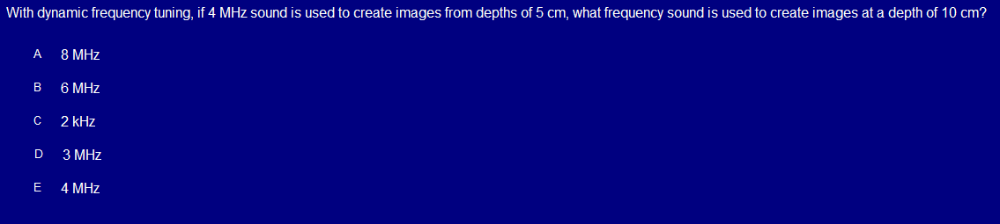 With dynamic frequency tuning, if 4 MHz sound is used to create images from depths of 5 cm, what frequency sound is used to create images at a depth of 10 cm?
A 8 MHz
B 6 MHz
C 2 kHz
D 3 MHz
E 4 MHz